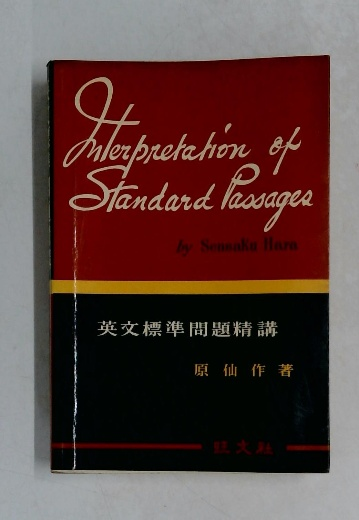 Interpretation of
Standard Passages
by Sensaku Hara
英文標準問題精講
原仙作著
旺文社